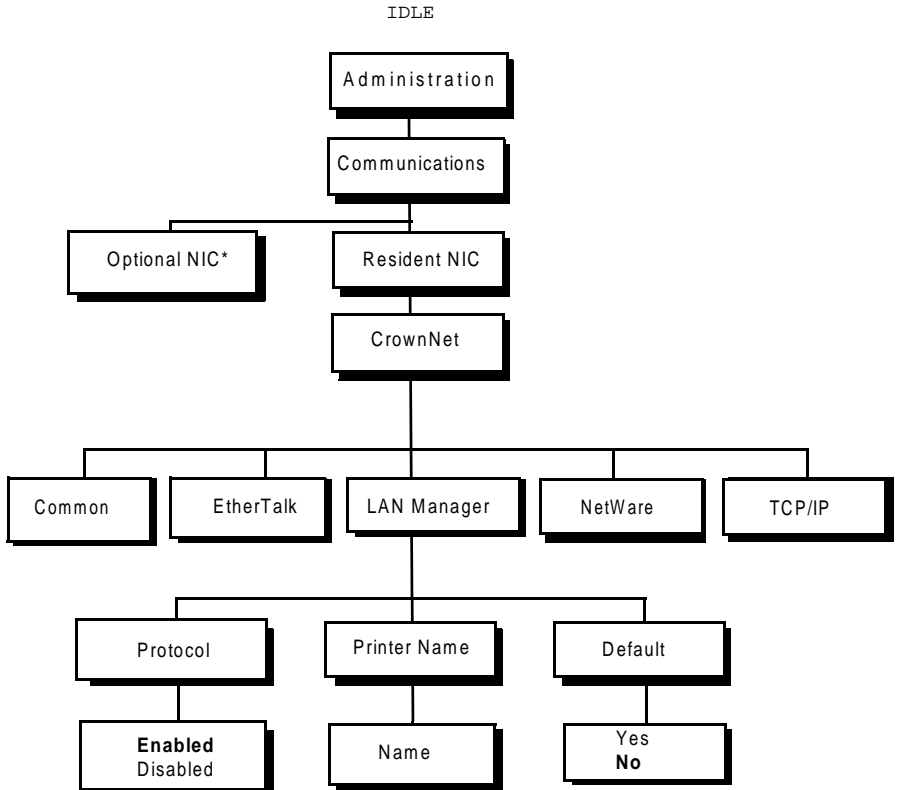 IDLE
Administration
Communications
Optional NIC*
Resident NIC
CrownNet
Common
EtherTalk
LAN Manager
NetWare
TCP/IP
Protocol
Printer Name
Default
Enabled
Disabled
Name
Yes
No